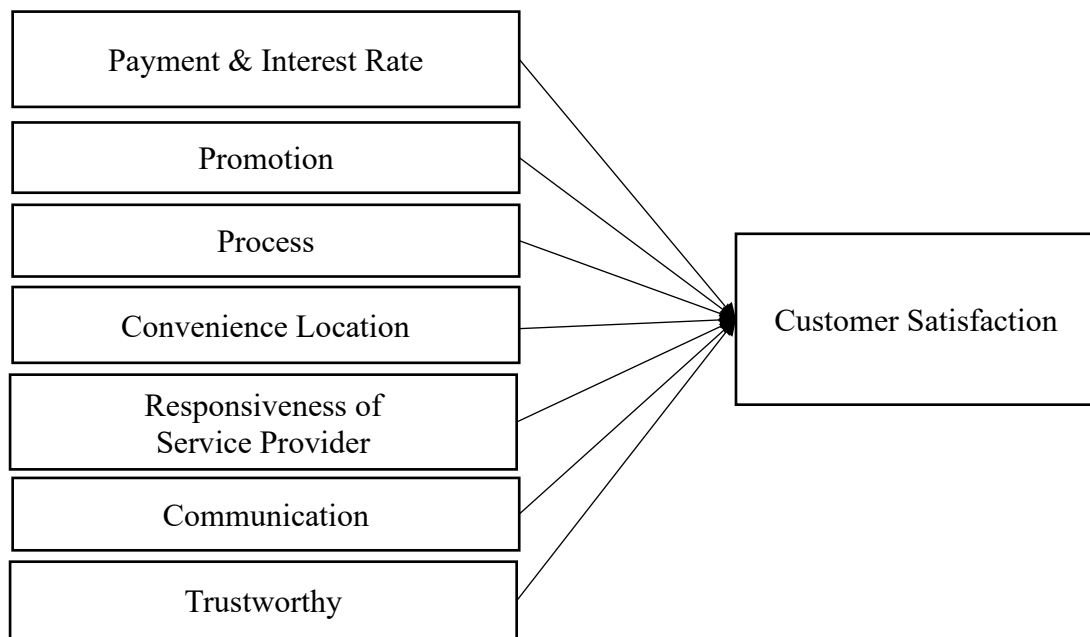 Payment & Interest Rate
Promotion
Process
Convenience Location
Responsiveness of
Service Provider
Communication
Trustworthy
Customer Satisfaction